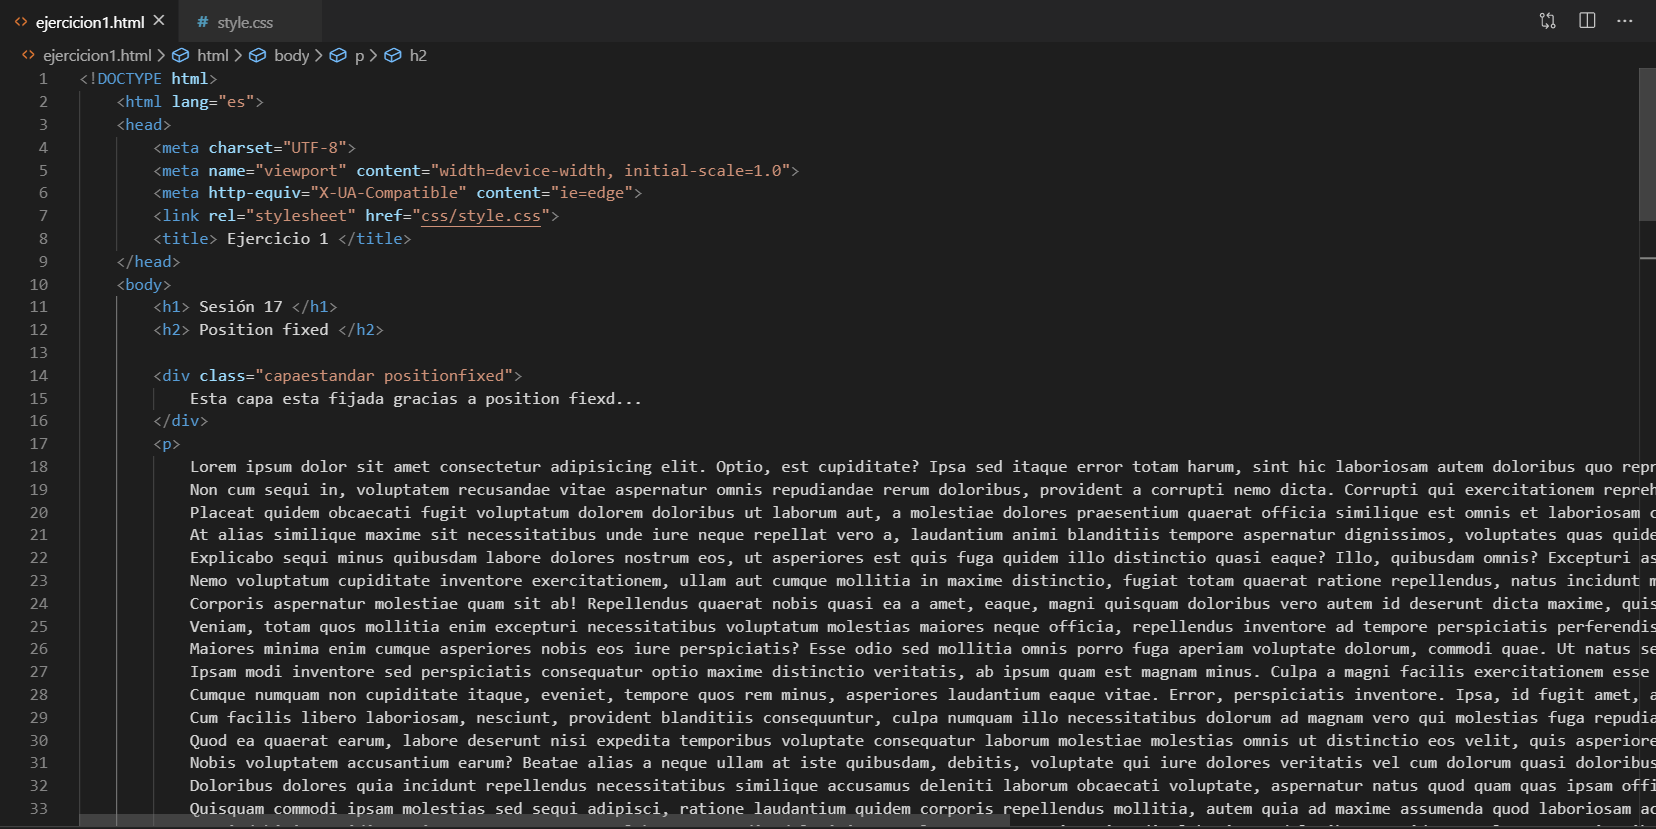 ejercicion1.html
# style.css
ejercicion1.html > html > body > p > h2
1 <!DOCTYPE html>
2 <html lang="es">
3 <head>
4 <meta charset="UTF-8">
5 <meta name="viewport" content="width=device-width, initial-scale=1.0">
6 <meta http-equiv="X-UA-Compatible" content="ie=edge">
7 <link rel="stylesheet" href="css/style.css">
8 <title> Ejercicio 1 </title>
9 </head>
10 <body>
11 <h1> Sesión 17 </h1>
12 <h2> Position fixed </h2>
13
14 <div class="capaestandar positionfixed">
15 Esta capa esta fijada gracias a position fiexd...
16 </div>
17 <p>
18 Lorem ipsum dolor sit amet consectetur adipisicing elit. Optio, est cupiditate? Ipsa sed itaque error totam harum, sint hic laboriosam autem doloribus quo repr
19 Non cum sequi in, voluptatem recusandae vitae aspernatur omnis repudiandae rerum doloribus, provident a corrupti nemo dicta. Corrupti qui exercitationem repreh
20 Placeat quidem obcaecati fugit voluptatum dolorem doloribus ut laborum aut, a molestiae dolores praesentium quaerat officia similique est omnis et laboriosam
21 At alias similique maxime sit necessitatibus unde iure neque repellat vero a, laudantium animi blanditiis tempore aspernatur dignissimos, voluptates quas quide
22 Explicabo sequi minus quibusdam labore dolores nostrum eos, ut asperiores est quis fuga quidem illo distinctio quasi eaque? Illo, quibusdam omnis? Excepturi as
23 Nemo voluptatum cupiditate inventore exercitationem, ullam aut cumque mollitia in maxime distinctio, fugiat totam quaerat ratione repellendus, natus incidunt
24 Corporis aspernatur molestiae quam sit ab! Repellendus quaerat nobis quasi ea a amet, eaque, magni quisquam doloribus vero autem id deserunt dicta maxime, quis
25 Veniam, totam quos mollitia enim excepturi necessitatibus voluptatum molestias maiores neque officia, repellendus inventore ad tempore perspiciatis perferendis
26 Maiores minima enim cumque asperiores nobis eos iure perspiciatis? Esse odio sed mollitia omnis porro fuga aperiam voluptate dolorum, commodi quae. Ut natus se
27 Ipsam modi inventore sed perspiciatis consequatur optio maxime distinctio veritatis, ab ipsum quam est magnam minus. Culpa a magni facilis exercitationem esse
28 Cumque numquam non cupiditate itaque, eveniet, tempore quos rem minus, asperiores laudantium eaque vitae. Error, perspiciatis inventore. Ipsa, id fugit amet, a
29 Cum facilis libero laboriosam, nesciunt, provident blanditiis consequuntur, culpa numquam illo necessitatibus dolorum ad magnam vero qui molestias fuga repudia
30 Quod ea quaerat earum, labore deserunt nisi expedita temporibus voluptate consequatur laborum molestiae molestias omnis ut distinctio eos velit, quis asperiore
31 Nobis voluptatem accusantium earum? Beatae alias a neque ullam at iste quibusdam, debitis, voluptate qui iure dolores veritatis vel cum dolorum quasi doloribus
32 Doloribus dolores quia incidunt repellendus necessitatibus similique accusamus deleniti laborum obcaecati voluptate, aspernatur natus quod quam quas ipsam offi
33 Quisquam commodi ipsam molestias sed sequi adipisci, ratione laudantium quidem corporis repellendus mollitia, autem quia ad maxime assumenda quod laboriosam